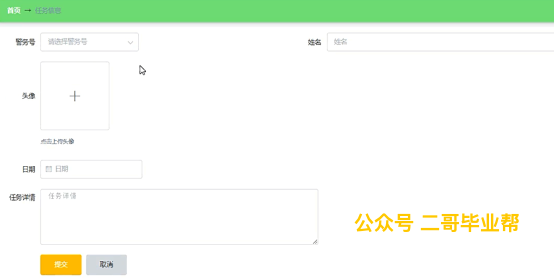 首页 → 任务信息
警务号 请选择警务号
姓名 姓名
头像
点击上传头像
日期 日期
任务详情 任务详情
公众号 二哥毕业帮
提交 取消